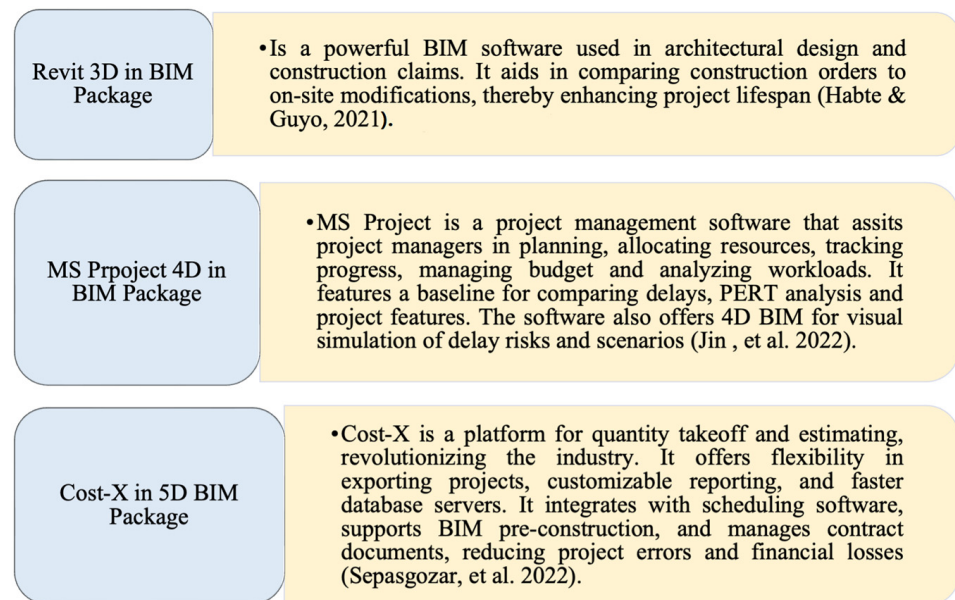 Revit 3D in BIM
Package
•Is a powerful BIM software used in architectural design and
construction claims. It aids in comparing construction orders to
on-site modifications, thereby enhancing project lifespan (Habte &
Guyo, 2021).
MS Prpoject 4D in
BIM Package
•MS Project is a project management software that assits
project managers in planning, allocating resources, tracking
progress, managing budget and analyzing workloads. It
features a baseline for comparing delays, PERT analysis and
project features. The software also offers 4D BIM for visual
simulation of delay risks and scenarios (Jin , et al. 2022).
Cost-X in 5D BIM
Package
•Cost-X is a platform for quantity takeoff and estimating,
revolutionizing the industry. It offers flexibility in
exporting projects, customizable reporting, and faster
database servers. It integrates with scheduling software,
supports BIM pre-construction, and manages contract
documents, reducing project errors and financial losses
(Sepasgozar, et al. 2022).